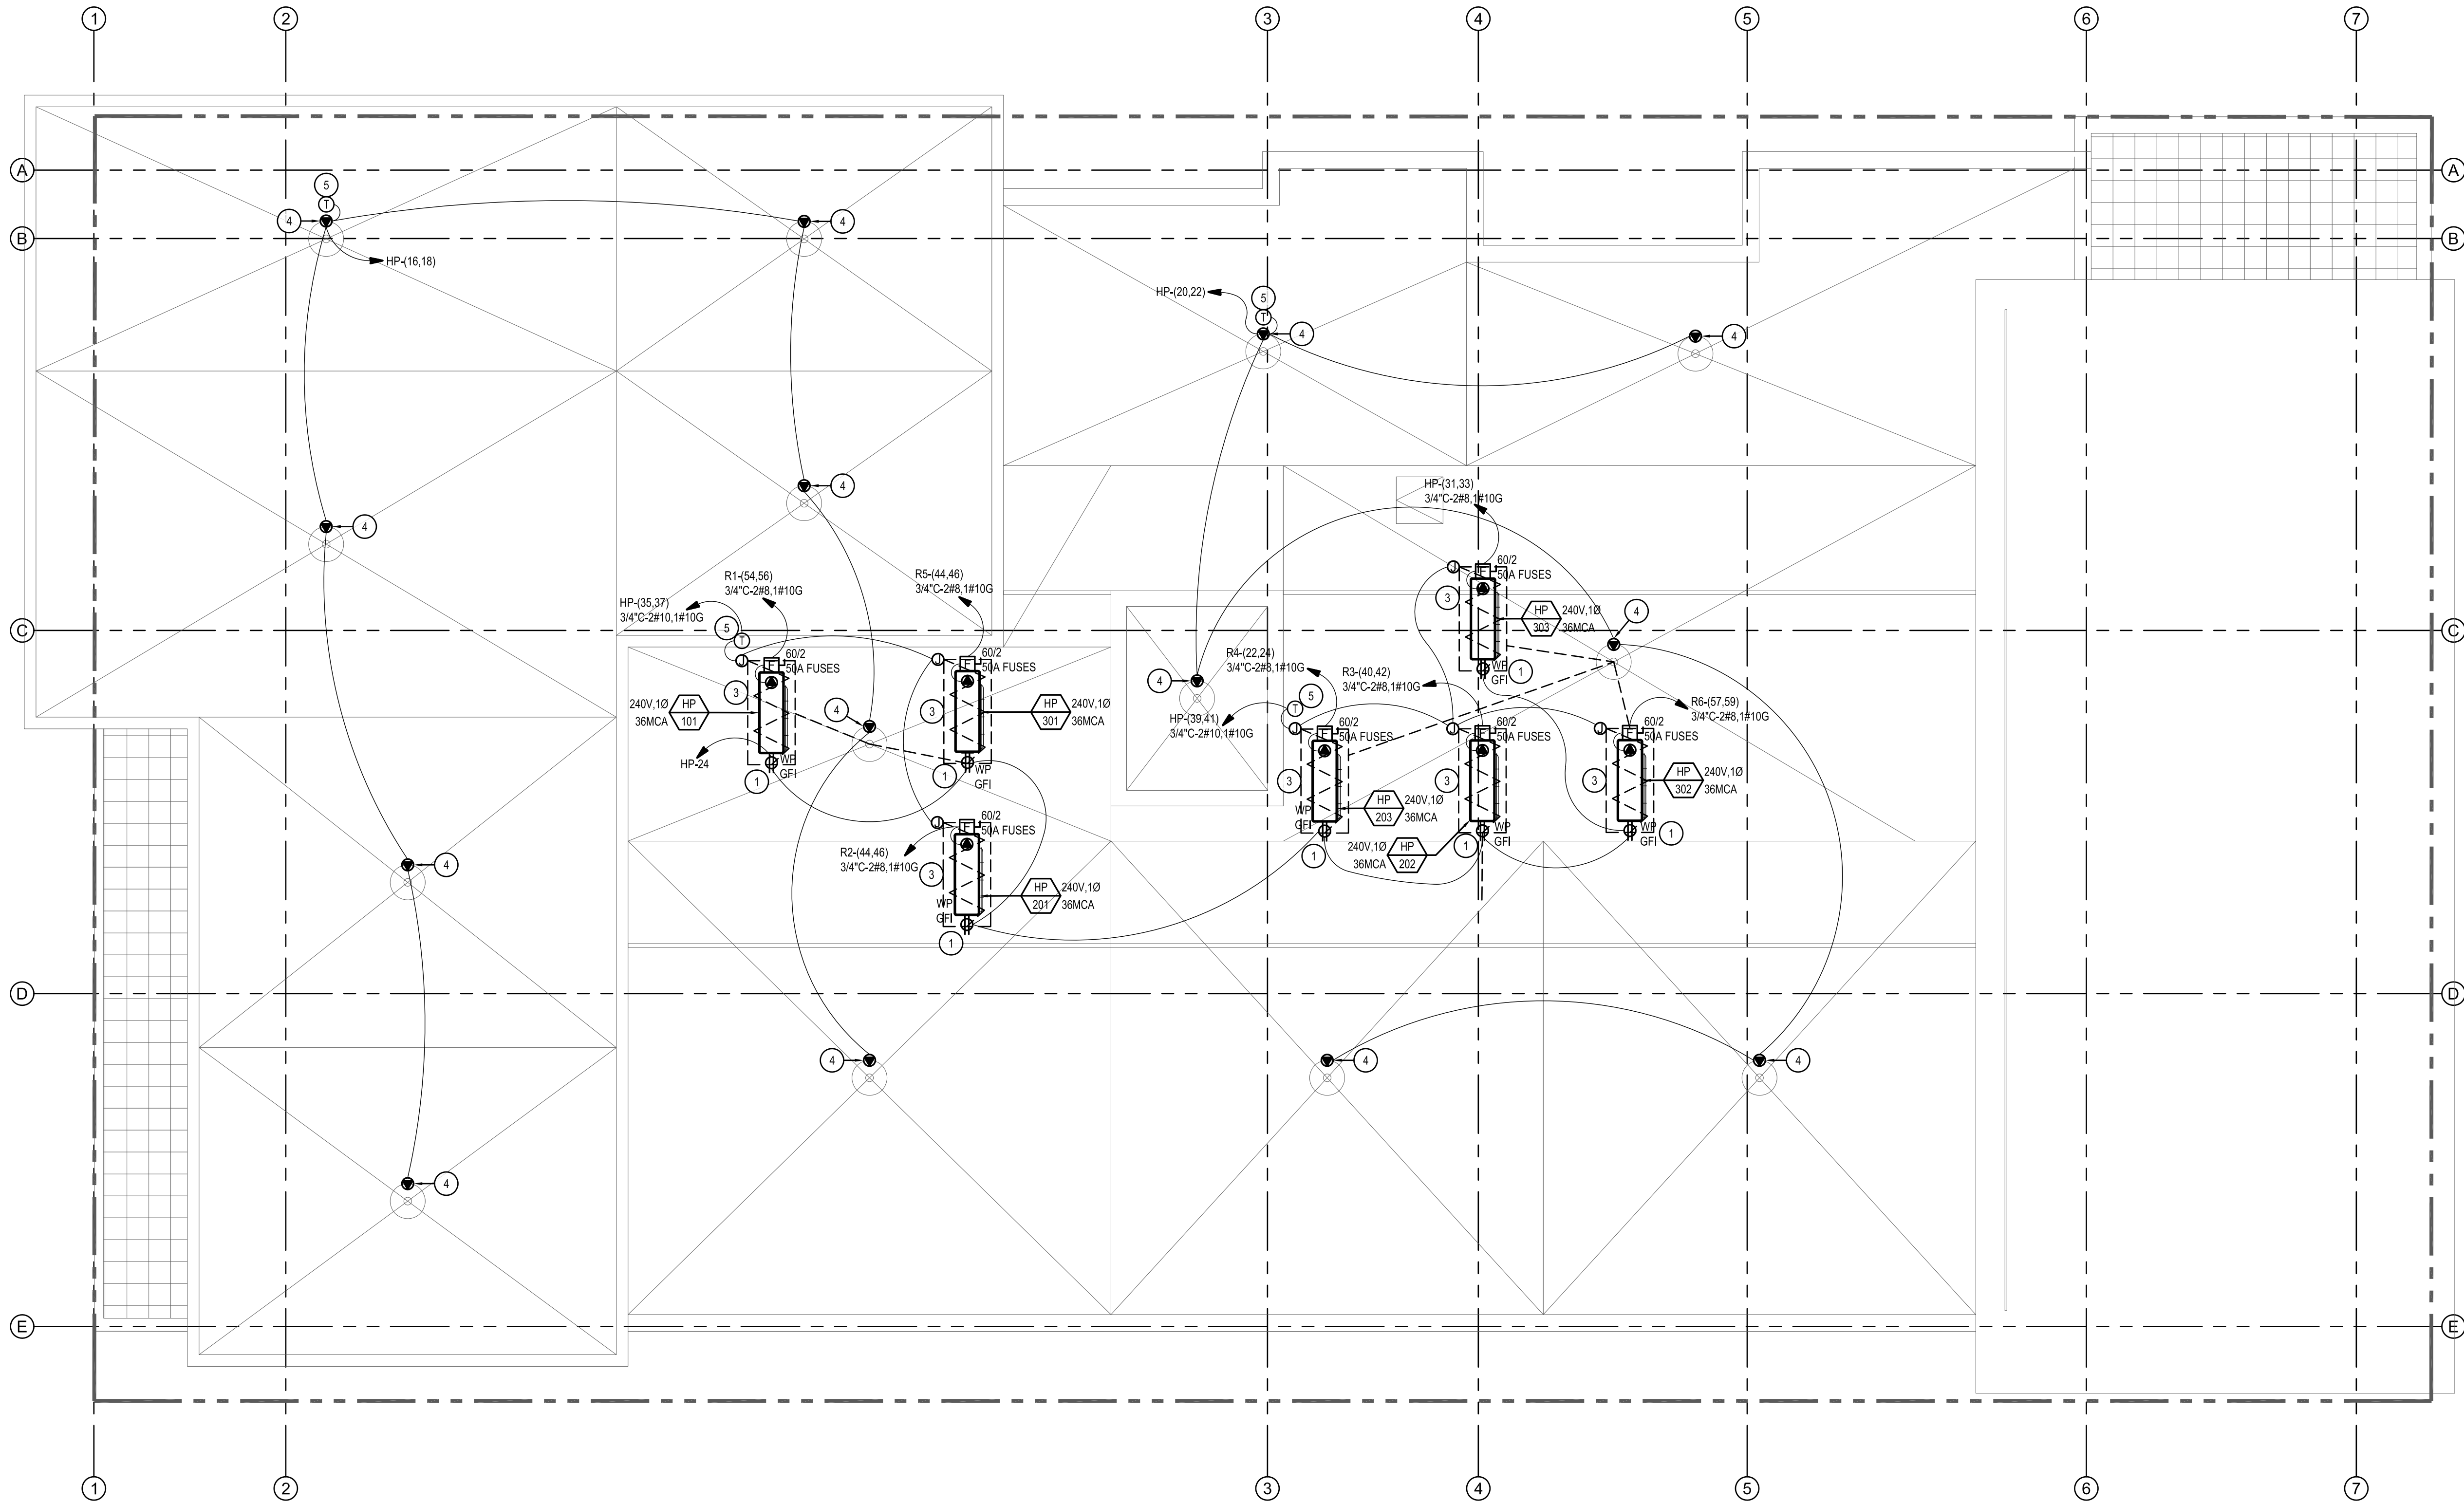 1
2
3
4
5
6
7
A
A
5
T
4
4
B
B
HP-(16,18)
HP-(20,22)
5
T
4
4
4
4
HP-(31,33)
3/4"C-2#8,1#10G
R1-(54,56)
3/4"C-2#8,1#10G
R5-(44,46)
3/4"C-2#8,1#10G
HP-(35,37)
3/4"C-2#10,1#10G
5
T
C
C
J
F
60/2
50A FUSES
3
HP
303
240V,1Ø
36MCA
WP
GFI
1
4
J
F
60/2
50A FUSES
3
240V,1Ø
36MCA
HP
101
HP-24
WP
GFI
1
4
J
F
60/2
50A FUSES
3
HP
301
240V,1Ø
36MCA
WP
GFI
1
4
R4-(22,24)
3/4"C-2#8,1#10G
R3-(40,42)
3/4"C-2#8,1#10G
HP-(39,41)
3/4"C-2#10,1#10G
5
T
R6-(57,59)
3/4"C-2#8,1#10G
J
F
60/2
50A FUSES
3
HP
203
240V,1Ø
36MCA
WP
GFI
1
J
F
60/2
50A FUSES
3
240V,1Ø
36MCA
HP
202
WP
GFI
1
J
F
60/2
50A FUSES
3
HP
302
240V,1Ø
36MCA
WP
GFI
1
J
F
60/2
50A FUSES
R2-(44,46)
3/4"C-2#8,1#10G
3
HP
201
240V,1Ø
36MCA
WP
GFI
1
4
D
D
4
4
4
4
E
E
1
2
3
4
5
6
7